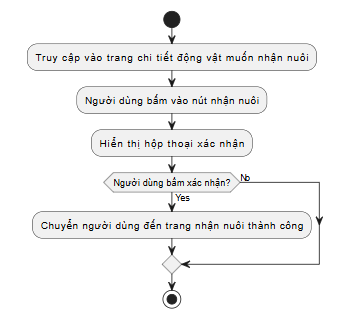 Truy cập vào trang chi tiết động vật muốn nhận nuôi
Người dùng bấm vào nút nhận nuôi
Hiển thị hộp thoại xác nhận
Người dùng bấm xác nhận?
No
Yes
Chuyển người dùng đến trang nhận nuôi thành công